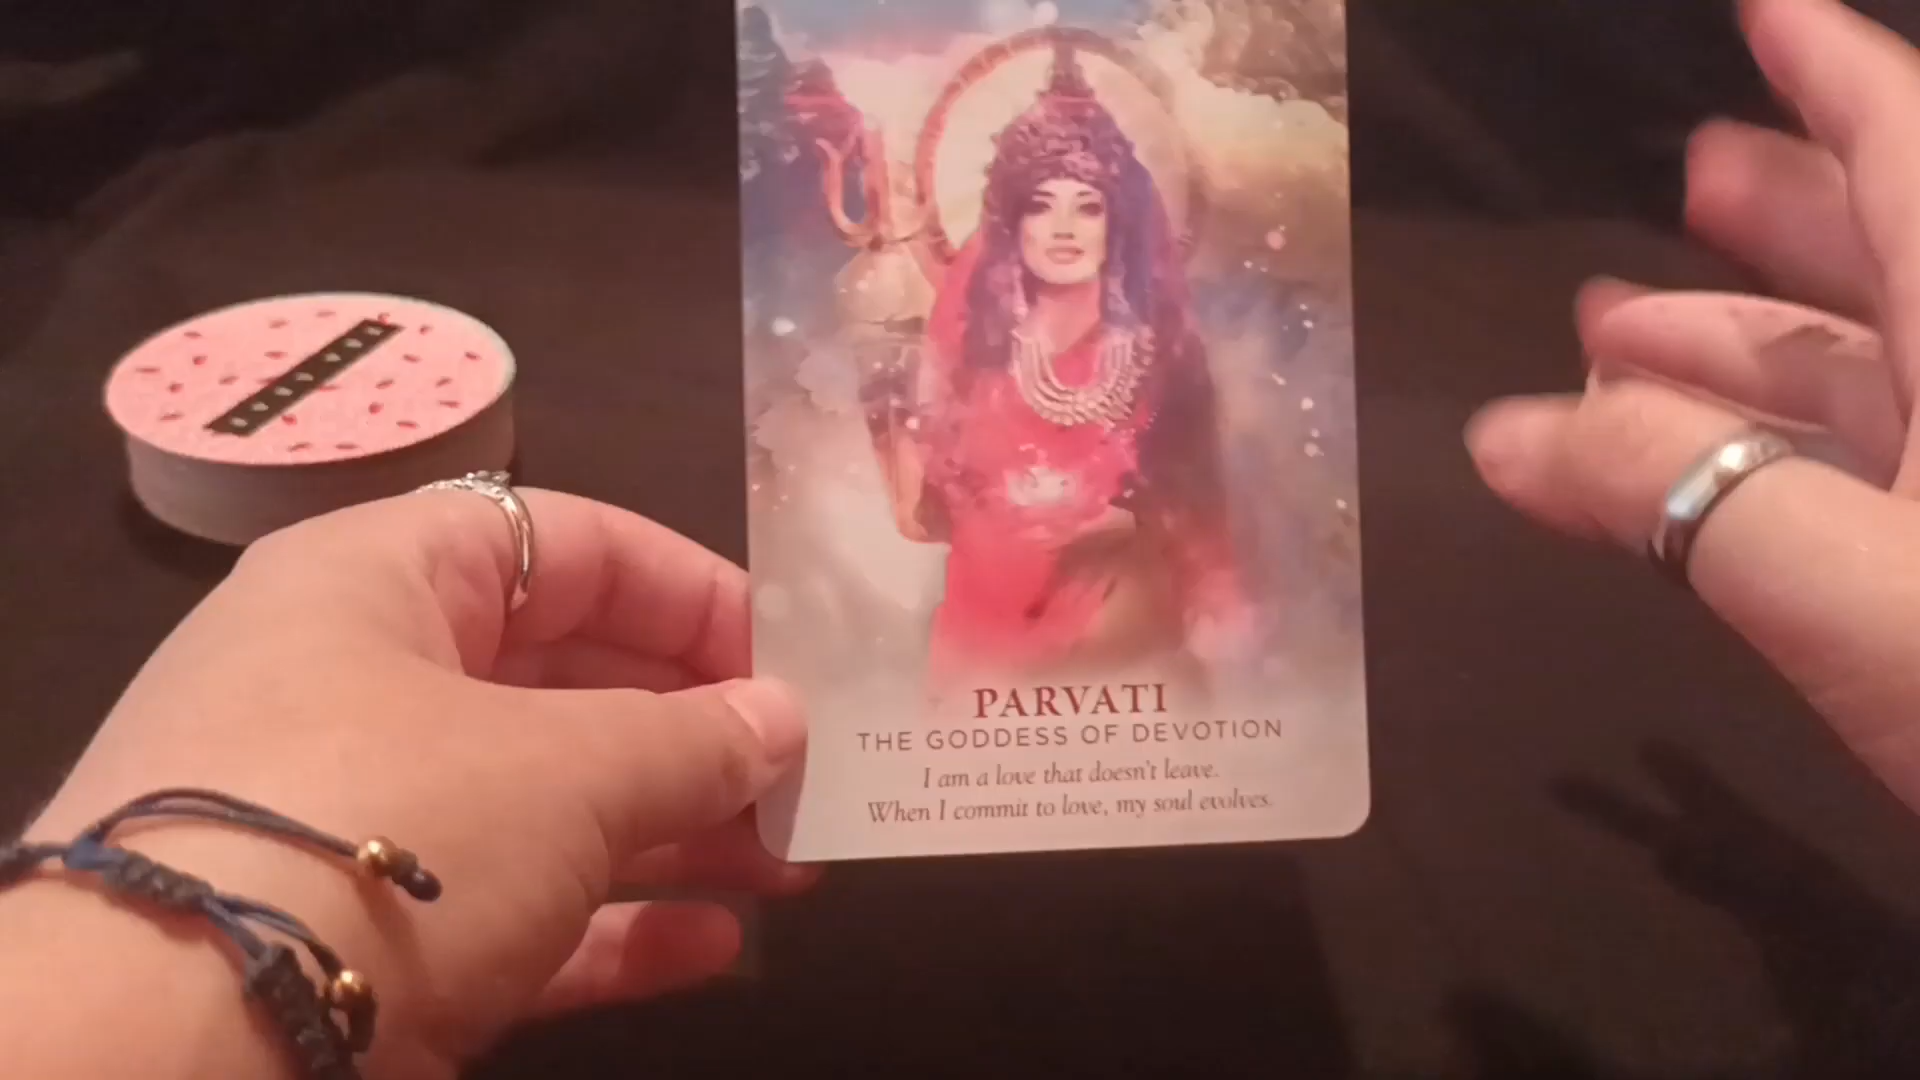 PARVATI
THE GODDESS OF DEVOTION
I am a love that doesn't leave.
When I commit to love, my soul evolves.